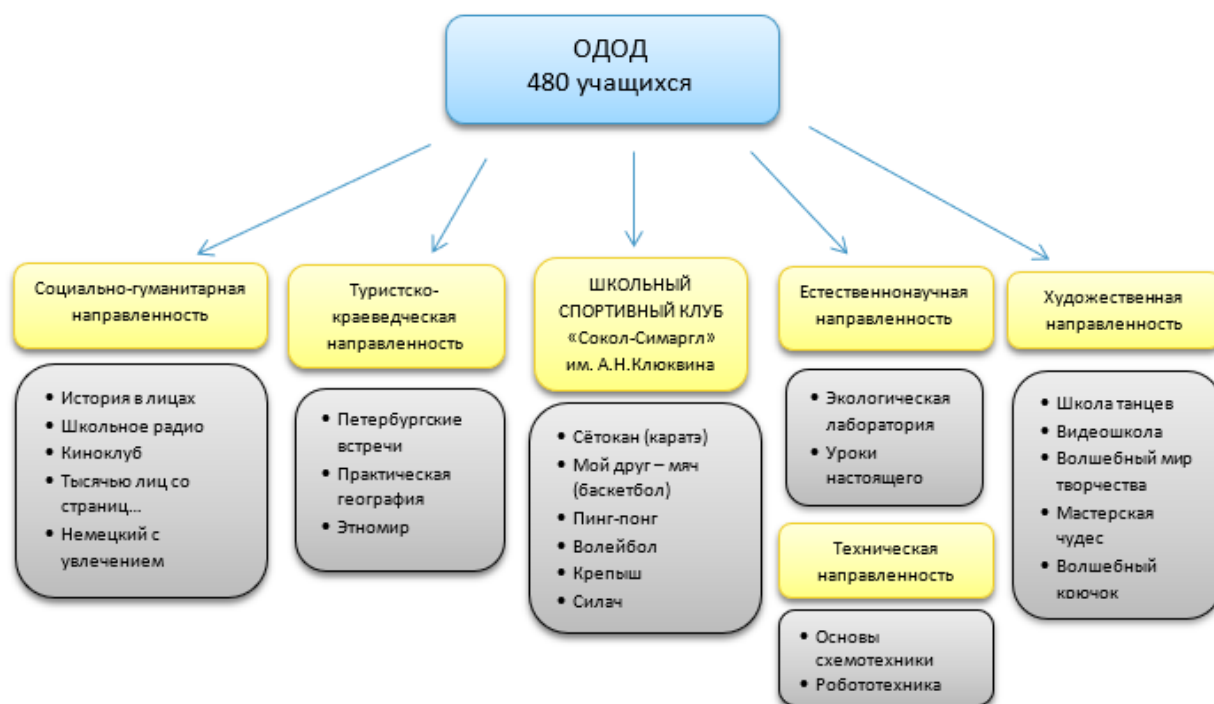 ОДОД
480 учащихся
Социально-гуманитарная
направленность
• История в лицах
• Школьное радио
• Киноклуб
• Тысячью лиц со
страниц...
• Немецкий с
увлечением
Туристско-
краеведческая
направленность
• Петербургские
встречи
• Практическая
география
• Этномир
ШКОЛЬНЫЙ
СПОРТИВНЫЙ КЛУБ
«Сокол-Симаргл»
им. А.Н.Клюквина
• Сётокан (каратэ)
• Мой друг – мяч
(баскетбол)
• Пинг-понг
• Волейбол
• Крепыш
• Силач
Естественнонаучная
направленность
• Экологическая
лаборатория
• Уроки
настоящего
Техническая
направленность
• Основы
схемотехники
• Робототехника
Художественная
направленность
• Школа танцев
• Видеошкола
• Волшебный мир
творчества
• Мастерская
чудес
• Волшебный
крючок